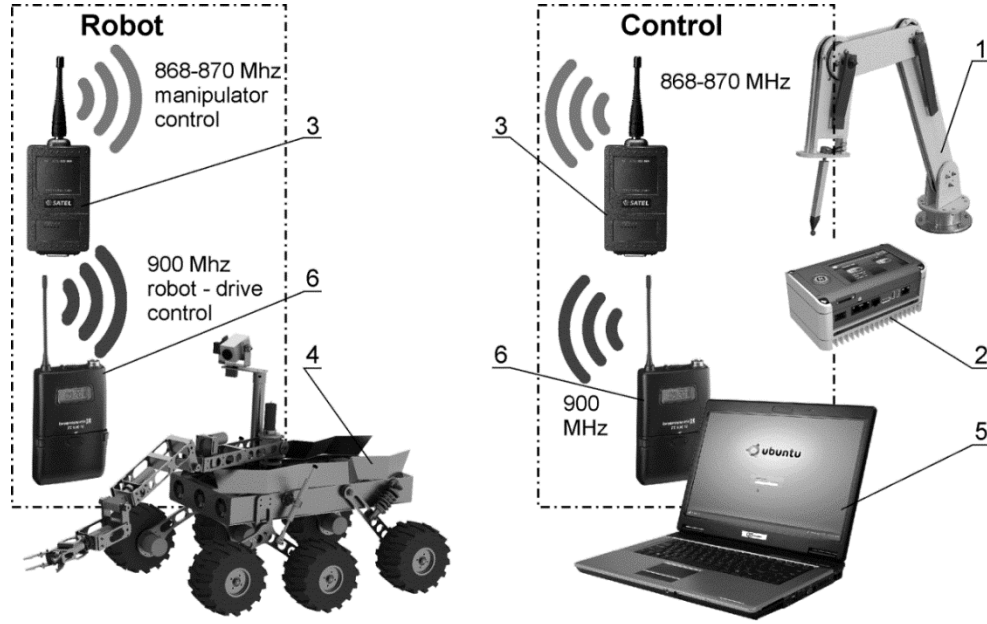 Robot
868-870 Mhz
manipulator
control
3
SATEL
900 Mhz
robot - drive
control
6
4
Control
868-870 MHz
3
SATEL
1
2
6
900
MHz
ubuntu
5